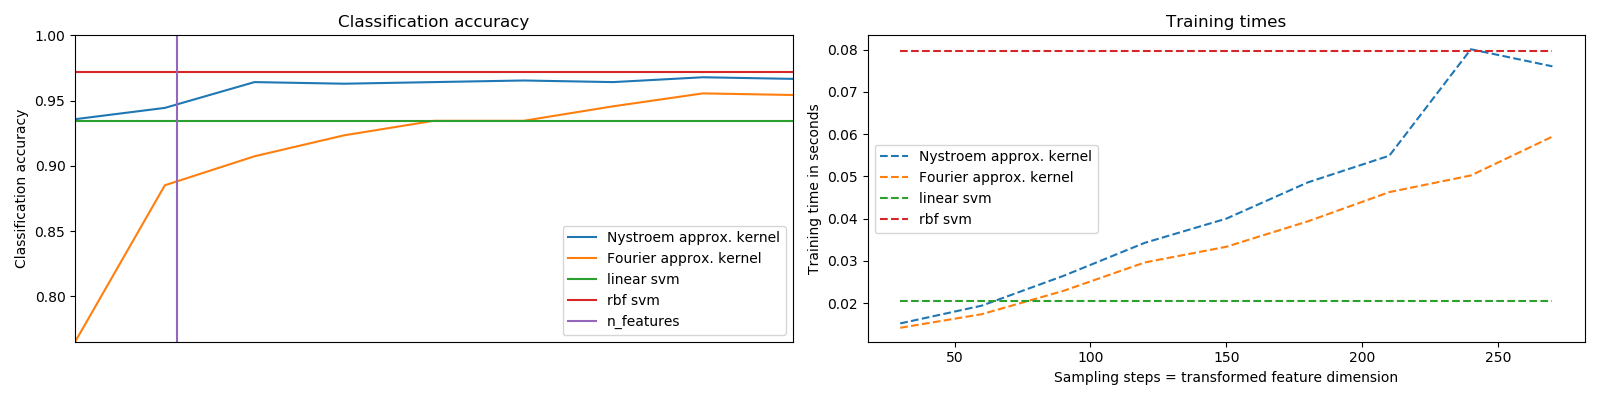 Classification accuracy
Classification accuracy
1.00
0.95
0.90
0.85
0.80
Nystroem approx. kernel
Fourier approx. kernel
linear svm
rbf svm
n_features
Training times
Training time in seconds
0.08
0.07
0.06
0.05
0.04
0.03
0.02
Nystroem approx. kernel
Fourier approx. kernel
linear svm
rbf svm
50 100 150 200 250
Sampling steps = transformed feature dimension